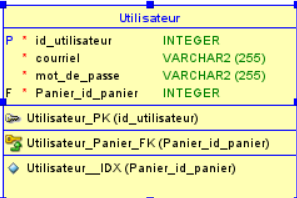 Utilisateur
P * id_utilisateur INTEGER
* courriel VARCHAR2 (255)
* mot_de_passe VARCHAR2 (255)
F * Panier_id_panier INTEGER
Utilisateur_PK (id_utilisateur)
Utilisateur_Panier_FK (Panier_id_panier)
Utilisateur__IDX (Panier_id_panier)